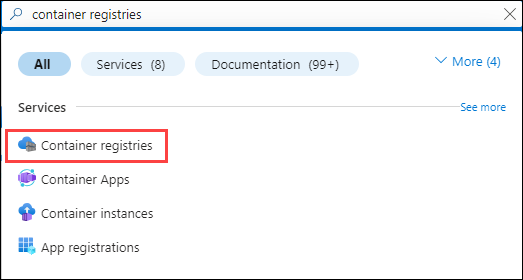 container registries
All Services (8) Documentation (99+) More (4)
Services See more
Container registries
Container Apps
Container instances
App registrations